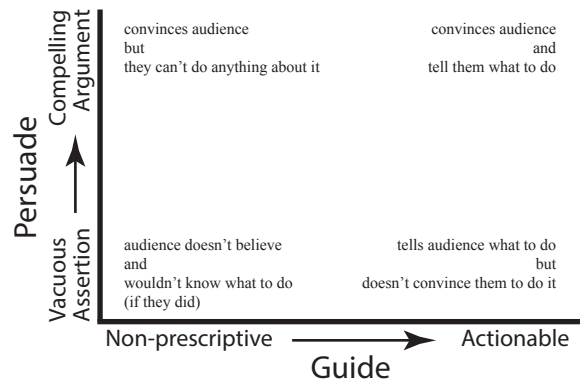 Persuade
Compelling
Argument
Vacuous
Assertion
convinces audience
but
they can't do anything about it
convinces audience
and
tell them what to do
audience doesn't believe
and
wouldn't know what to do
(if they did)
tells audience what to do
but
doesn't convince them to do it
Non-prescriptive
Actionable
Guide